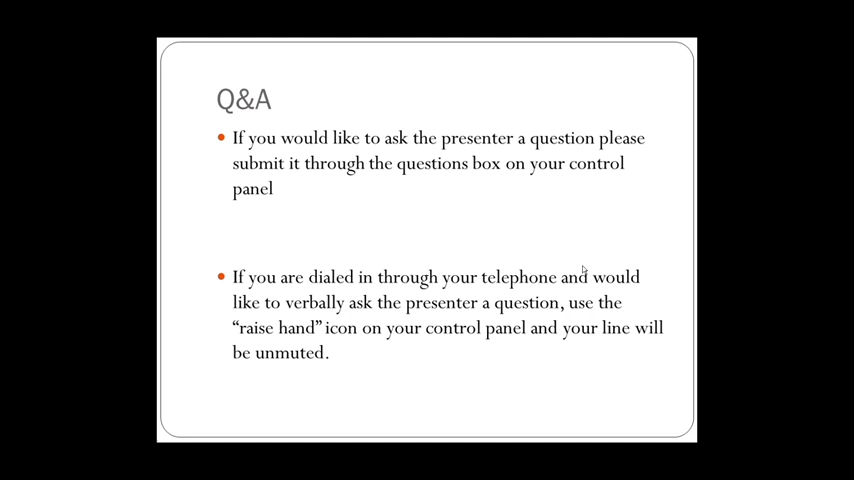 Q&A
If you would like to ask the presenter a question please
submit it through the questions box on your control
panel
If you are dialed in through your telephone and would
like to verbally ask the presenter a question, use the
“raise hand” icon on your control panel and your line will
be unmuted.